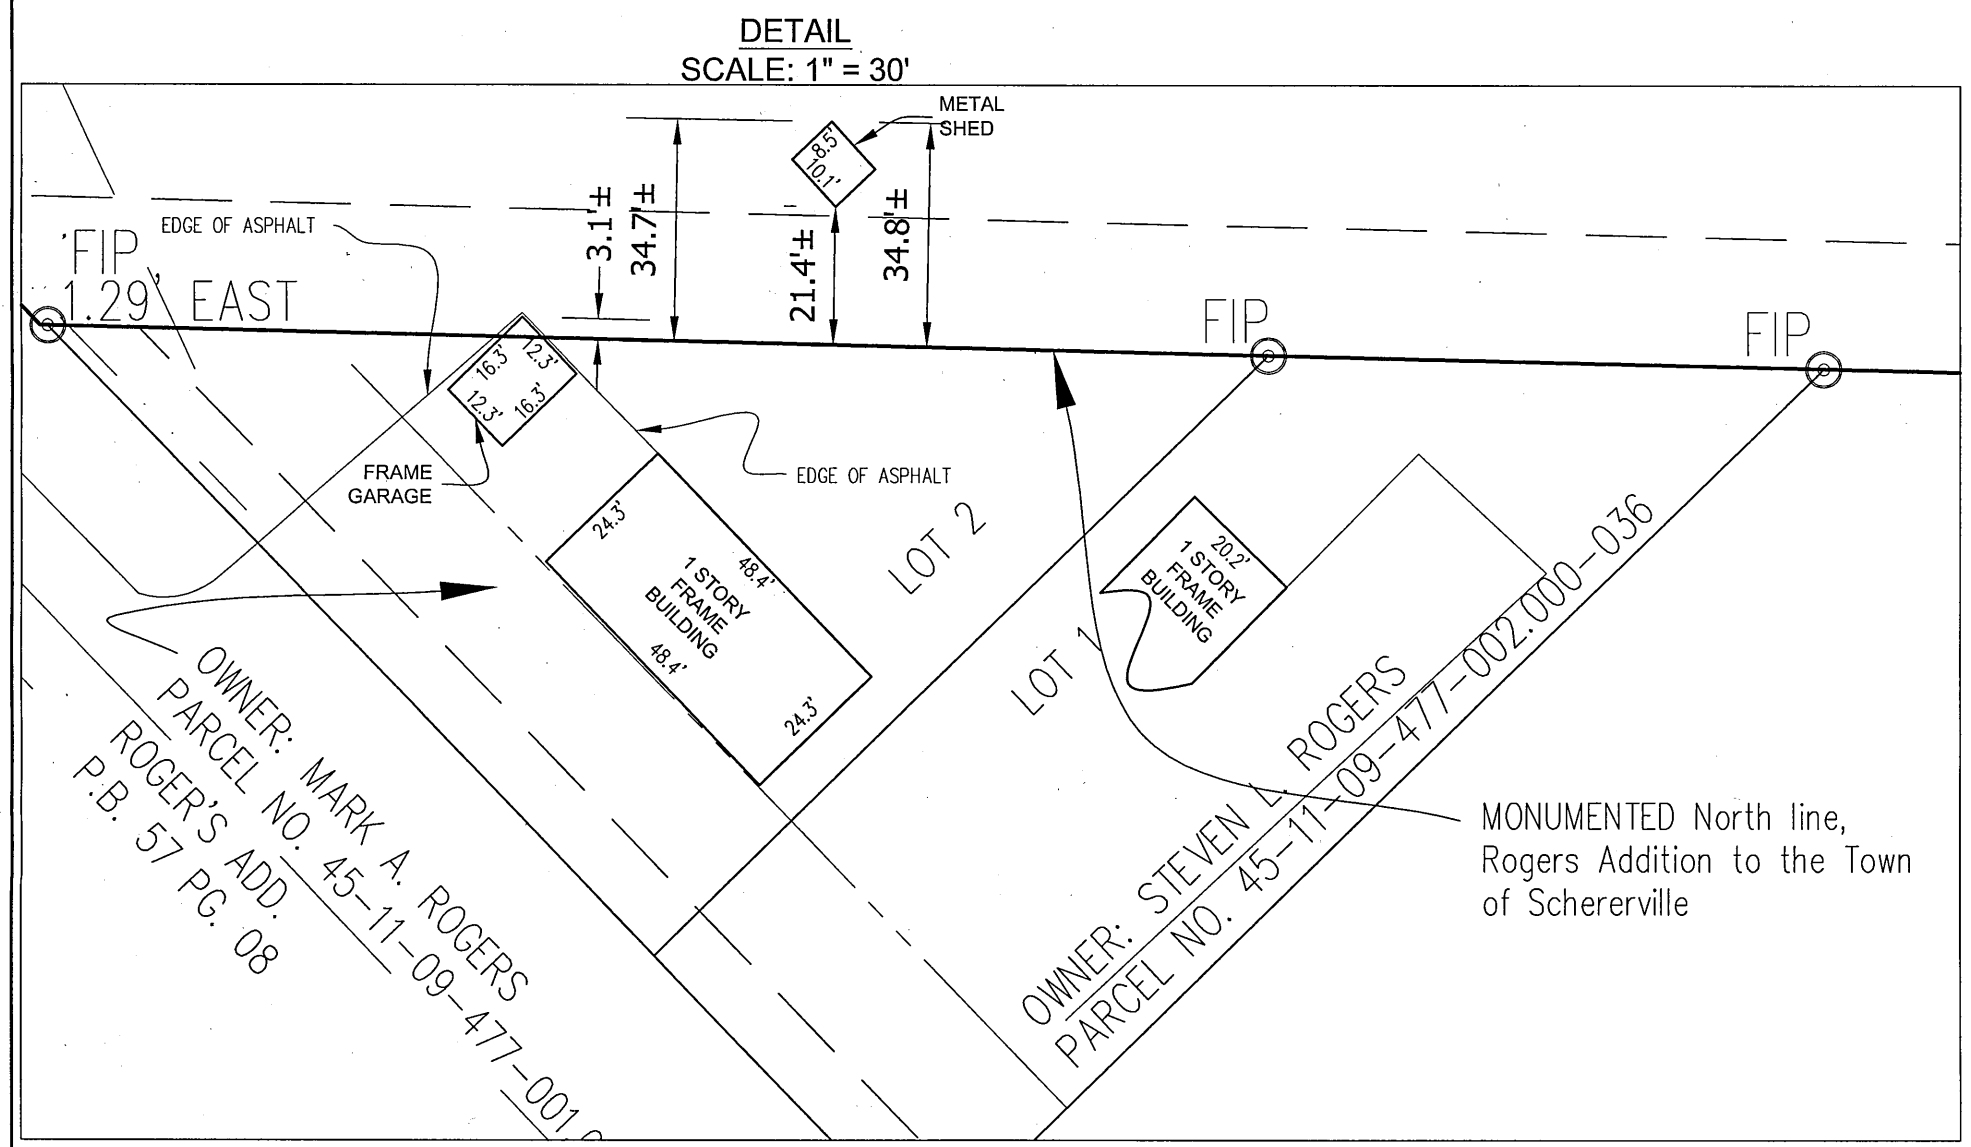 DETAIL
SCALE: 1" = 30'
METAL
SHED
8.5'
10.1'
EDGE OF ASPHALT
3.1'±
34.7'±
21.4'±
34.8'±
FIP
1.29' EAST
FIP
FIP
16.3'
12.3'
12.3'
16.3'
FRAME
GARAGE
EDGE OF ASPHALT
24.3'
48.4'
1 STORY
FRAME
BUILDING
48.4'
24.3'
LOT 2
20.2'
1 STORY
FRAME
BUILDING
LOT 1
OWNER: MARK A. ROGERS
PARCEL NO. 45-11-09-477-001
ROGER'S ADD.
P.B. 57 PG. 08
OWNER: STEVEN L. ROGERS
PARCEL NO. 45-11-09-477-002.000-036
MONUMENTED North line,
Rogers Addition to the Town
of Schererville